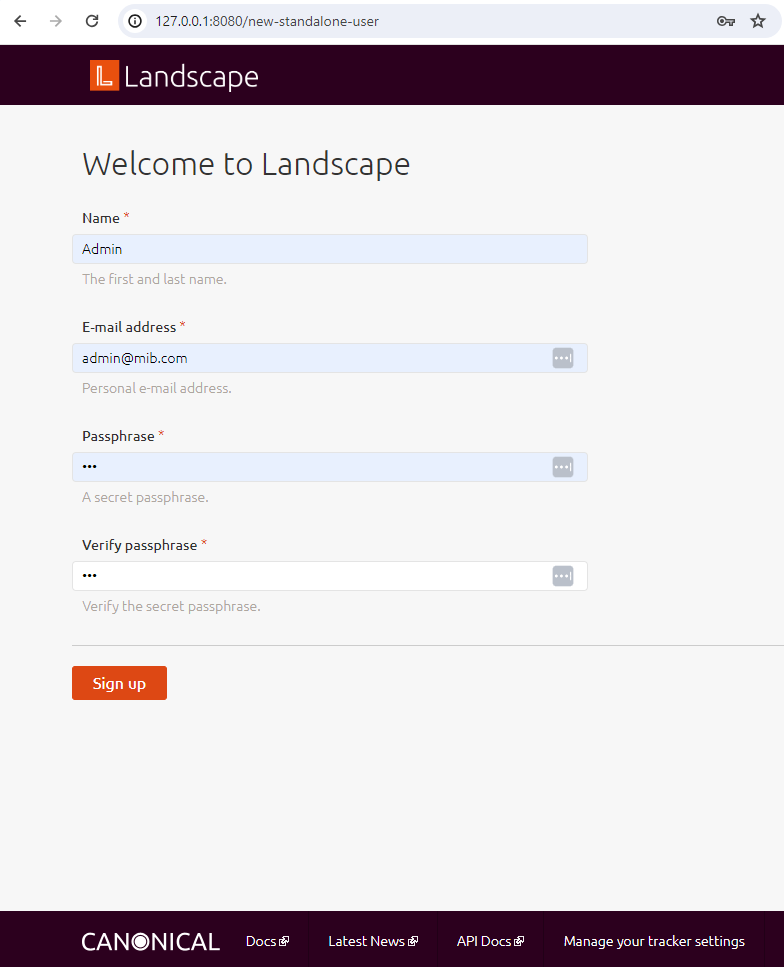 127.0.0.1:8080/new-standalone-user
Landscape
Welcome to Landscape
Name *
Admin
The first and last name.
E-mail address *
admin@mib.com
Personal e-mail address.
Passphrase *
•••
A secret passphrase.
Verify passphrase *
•••
Verify the secret passphrase.
Sign up
CANONICAL Docs Latest News API Docs Manage your tracker settings